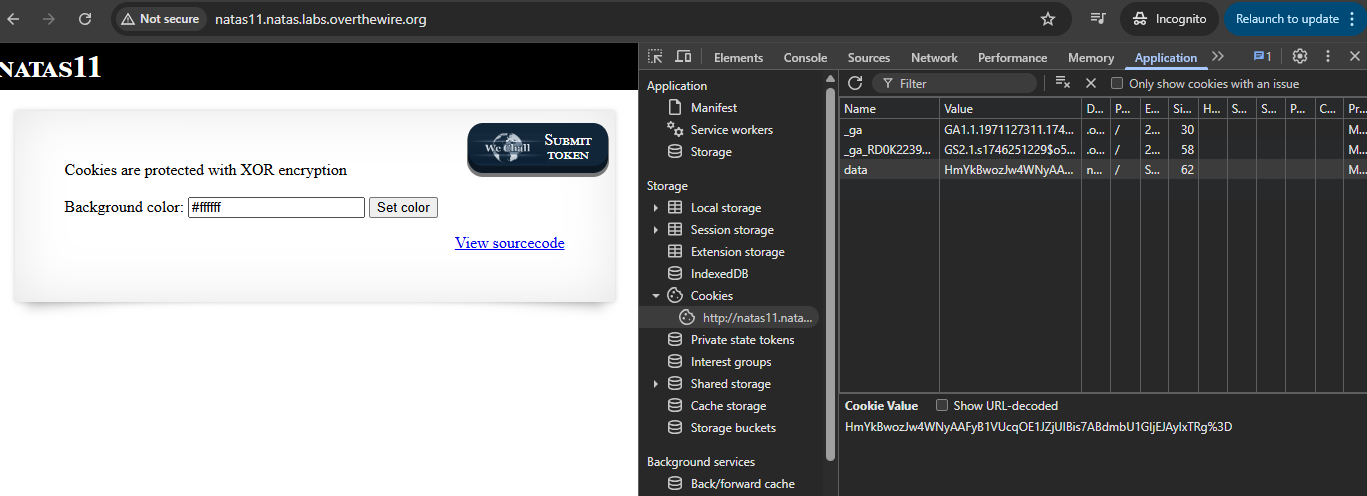 Not secure natas11.natas.labs.overthewire.org Incognito Relaunch to update
NATAS11
We Chall SUBMIT TOKEN
Cookies are protected with XOR encryption
Background color: #ffffff Set color
View sourcecode
Elements Console Sources Network Performance Memory Application 1
Application
Manifest
Service workers
Storage
Storage
Local storage
Session storage
Extension storage
IndexedDB
Cookies
http://natas11.nata...
Private state tokens
Interest groups
Shared storage
Cache storage
Storage buckets
Background services
Back/forward cache
Filter Only show cookies with an issue
Name Value D... P... E... Si... H... S... S... P... C... Pr...
_ga GA1.1.1971127311.174... .o... / 2... 30 M...
_ga_RD0K2239... GS2.1.s1746251229$o5... .o... / 2... 58 M...
data HmYkBwozJw4WNyAA... n... / S... 62 M...
Cookie Value Show URL-decoded
HmYkBwozJw4WNyAAFyB1VUcqOE1JZjUIBis7ABdmbU1GIjEJAyIxTRg%3D